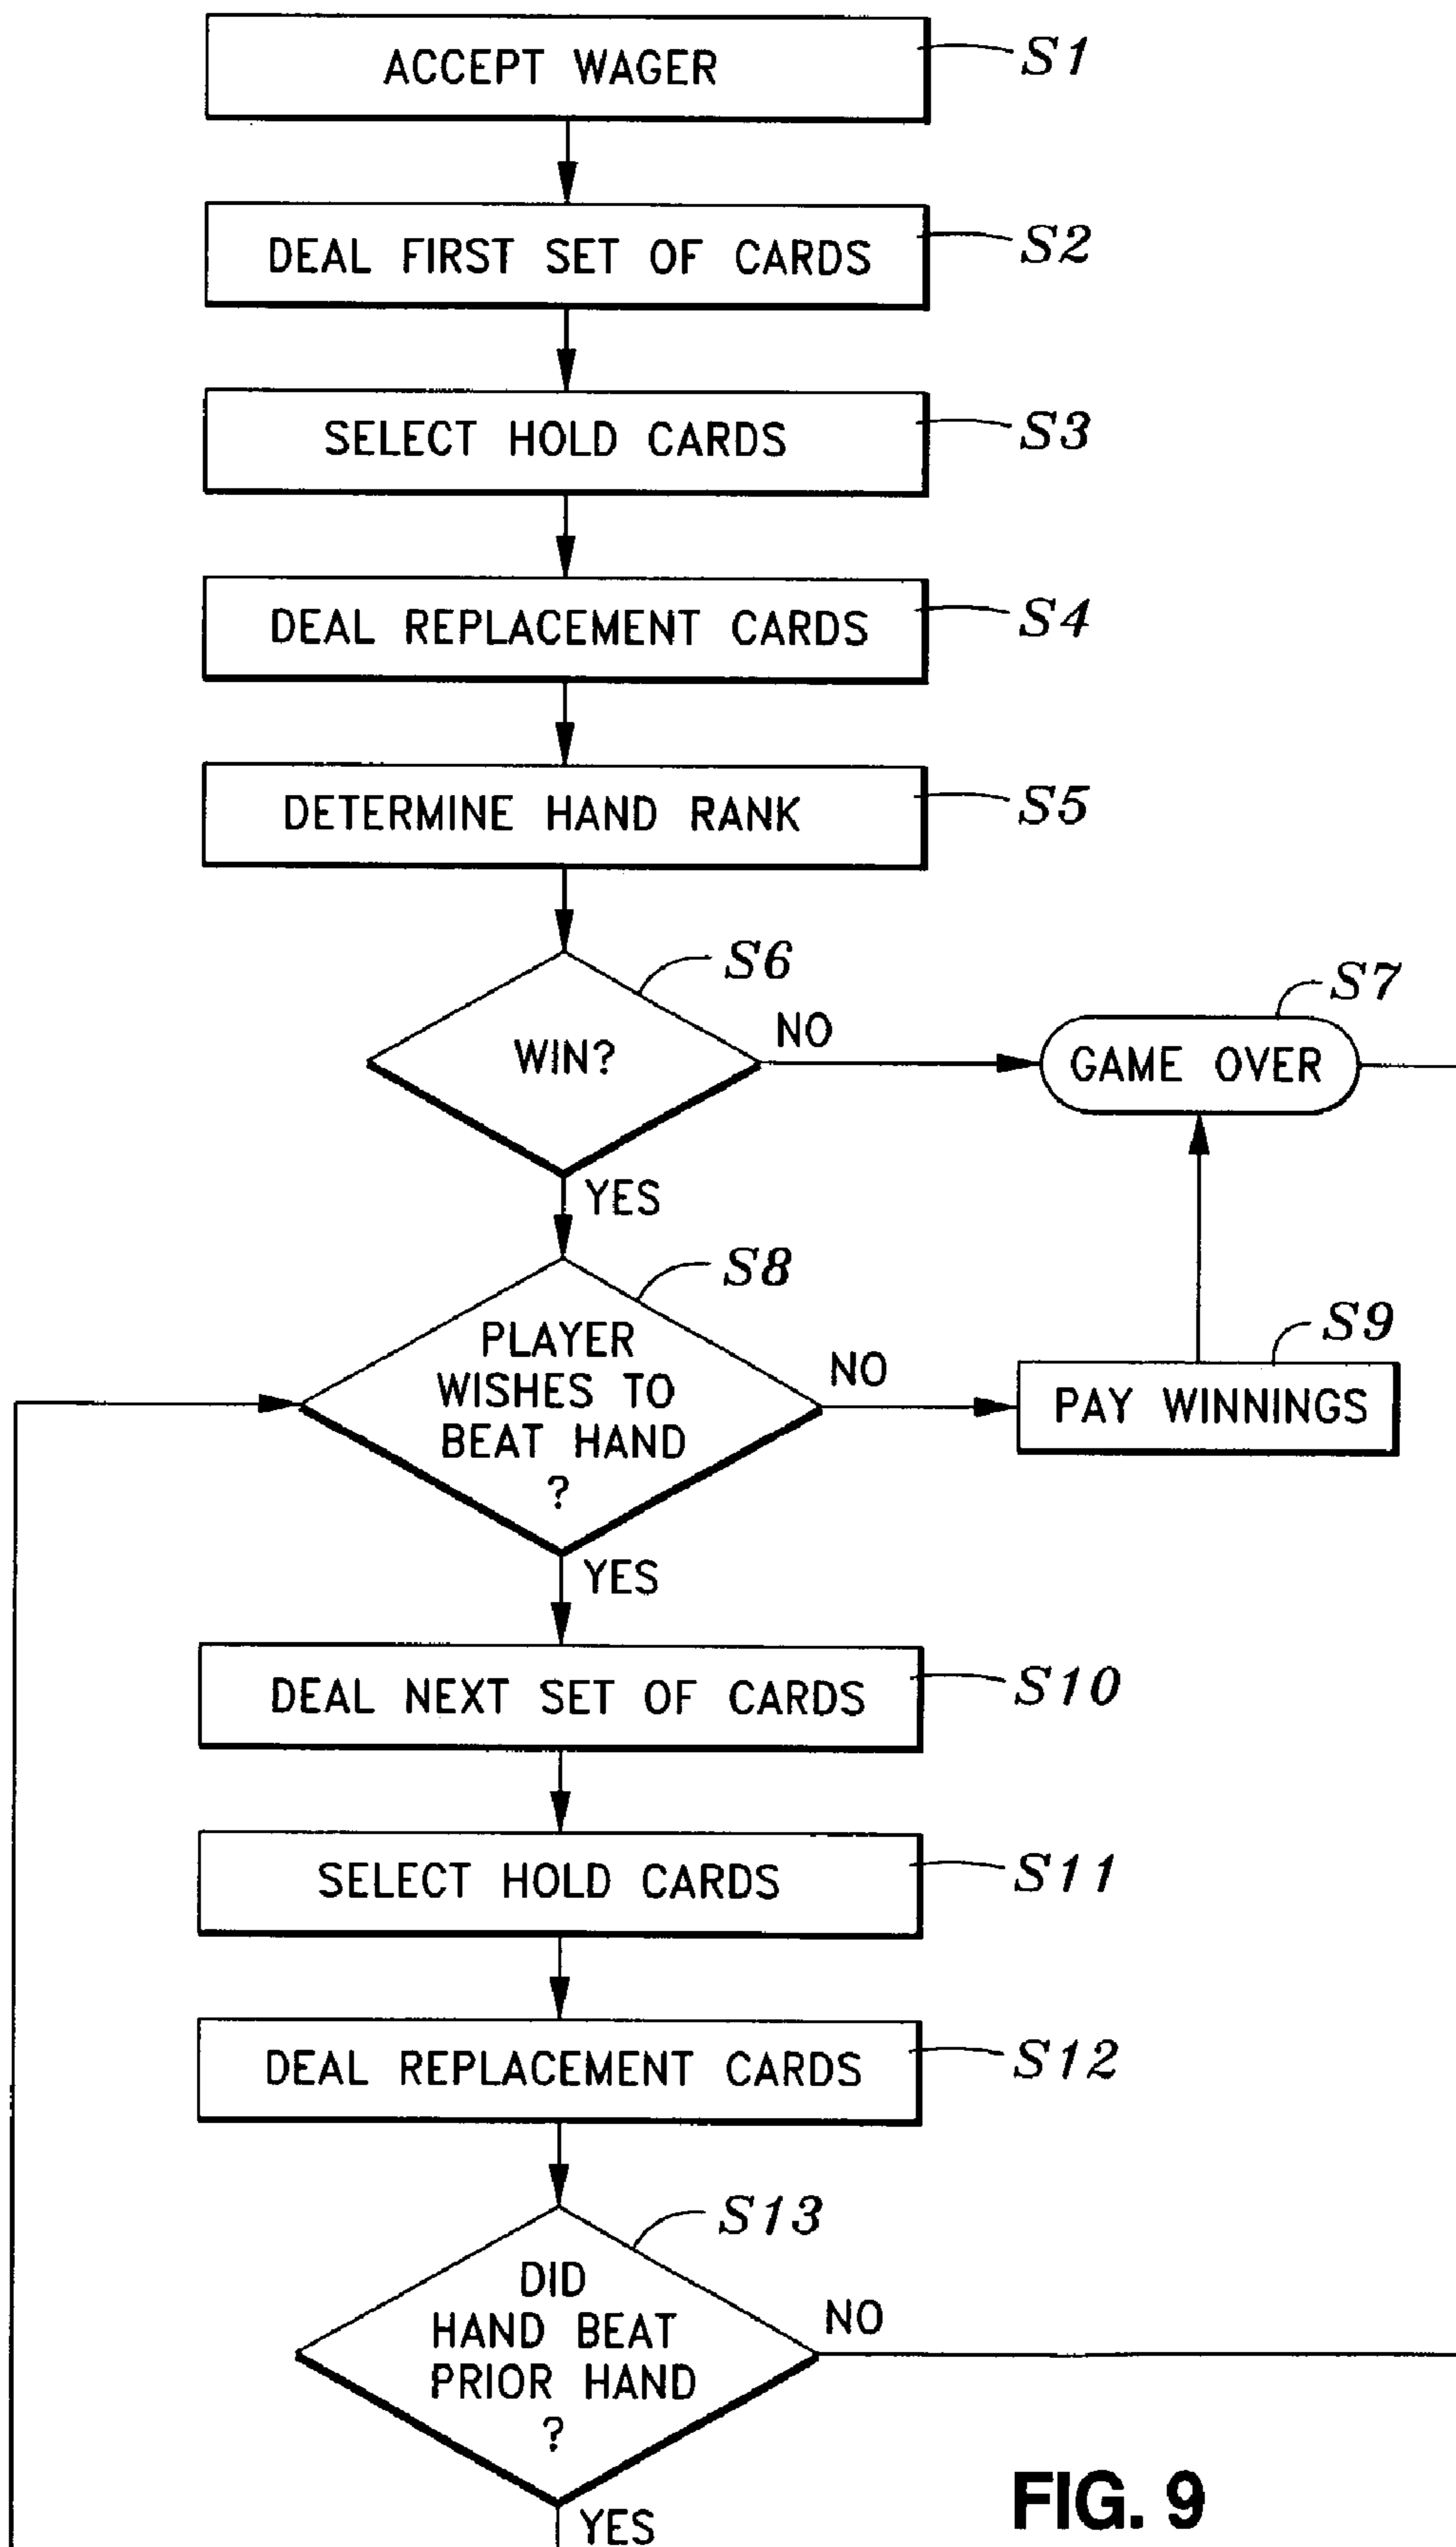 ACCEPT WAGER
S1
DEAL FIRST SET OF CARDS
S2
SELECT HOLD CARDS
S3
DEAL REPLACEMENT CARDS
S4
DETERMINE HAND RANK
S5
S6
WIN?
NO
S7
GAME OVER
YES
S8
PLAYER
WISHES TO
BEAT HAND
?
NO
S9
PAY WINNINGS
YES
DEAL NEXT SET OF CARDS
S10
SELECT HOLD CARDS
S11
DEAL REPLACEMENT CARDS
S12
S13
DID
HAND BEAT
PRIOR HAND
?
NO
YES
FIG. 9